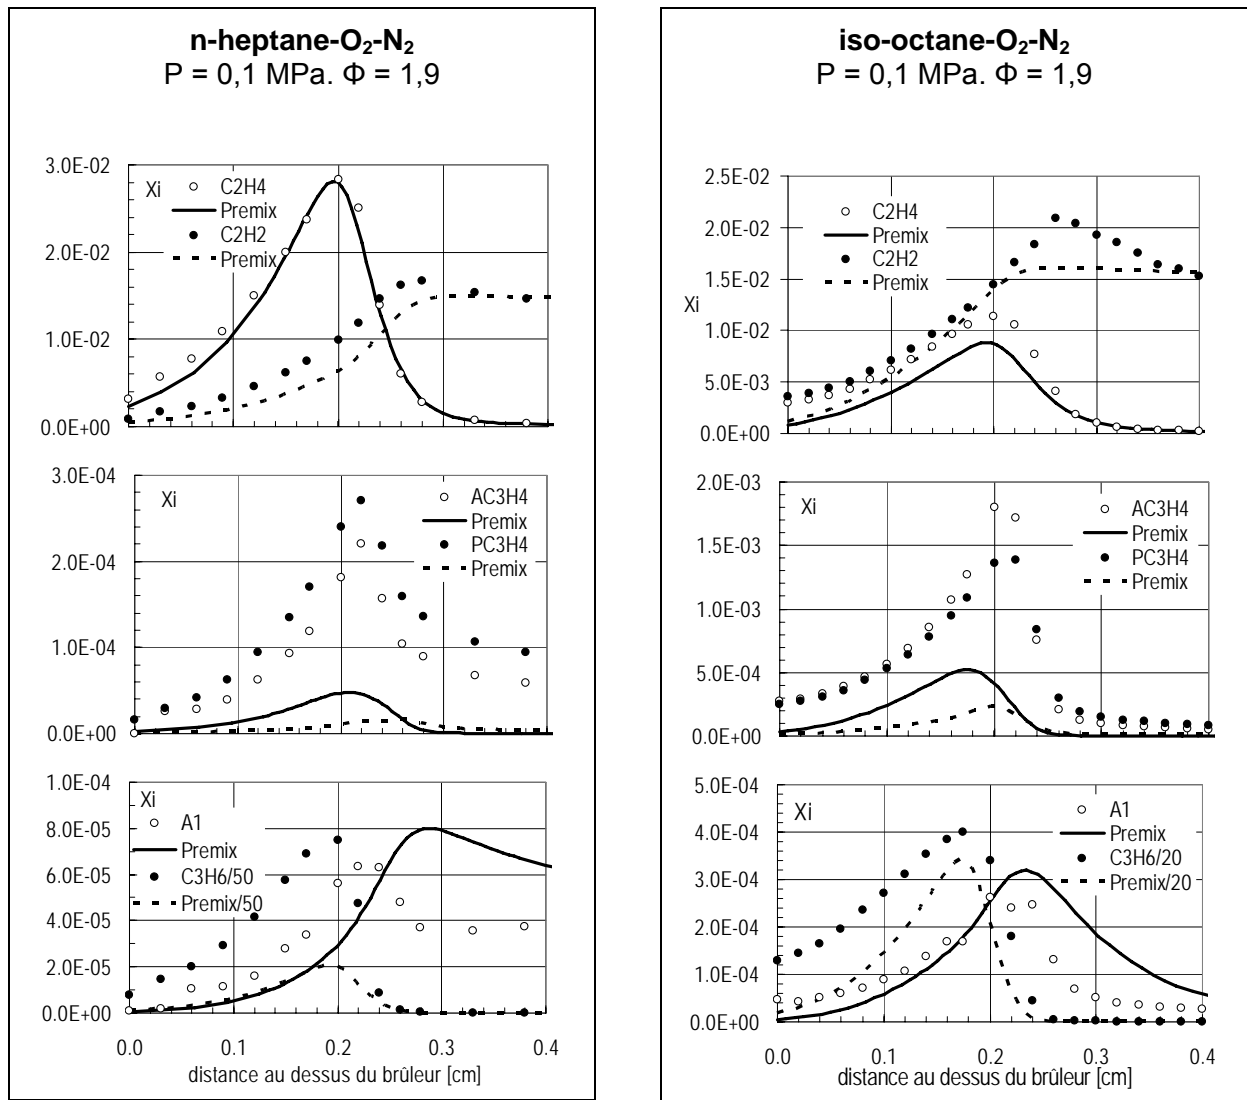 n-heptane-O2-N2
P = 0,1 MPa. Φ = 1,9
3.0E-02
2.0E-02
1.0E-02
0.0E+00
Xi
C2H4
Premix
C2H2
Premix
3.0E-04
2.0E-04
1.0E-04
0.0E+00
Xi
AC3H4
Premix
PC3H4
Premix
1.0E-04
8.0E-05
6.0E-05
4.0E-05
2.0E-05
0.0E+00
Xi
A1
Premix
C3H6/50
Premix/50
0.0
0.1
0.2
0.3
0.4
distance au dessus du brûleur [cm]
iso-octane-O2-N2
P = 0,1 MPa. Φ = 1,9
2.5E-02
2.0E-02
1.5E-02
1.0E-02
5.0E-03
0.0E+00
Xi
C2H4
Premix
C2H2
Premix
2.0E-03
1.5E-03
1.0E-03
5.0E-04
0.0E+00
Xi
AC3H4
Premix
PC3H4
Premix
5.0E-04
4.0E-04
3.0E-04
2.0E-04
1.0E-04
0.0E+00
Xi
A1
Premix
C3H6/20
Premix/20
0.0
0.1
0.2
0.3
0.4
distance au dessus du brûleur [cm]